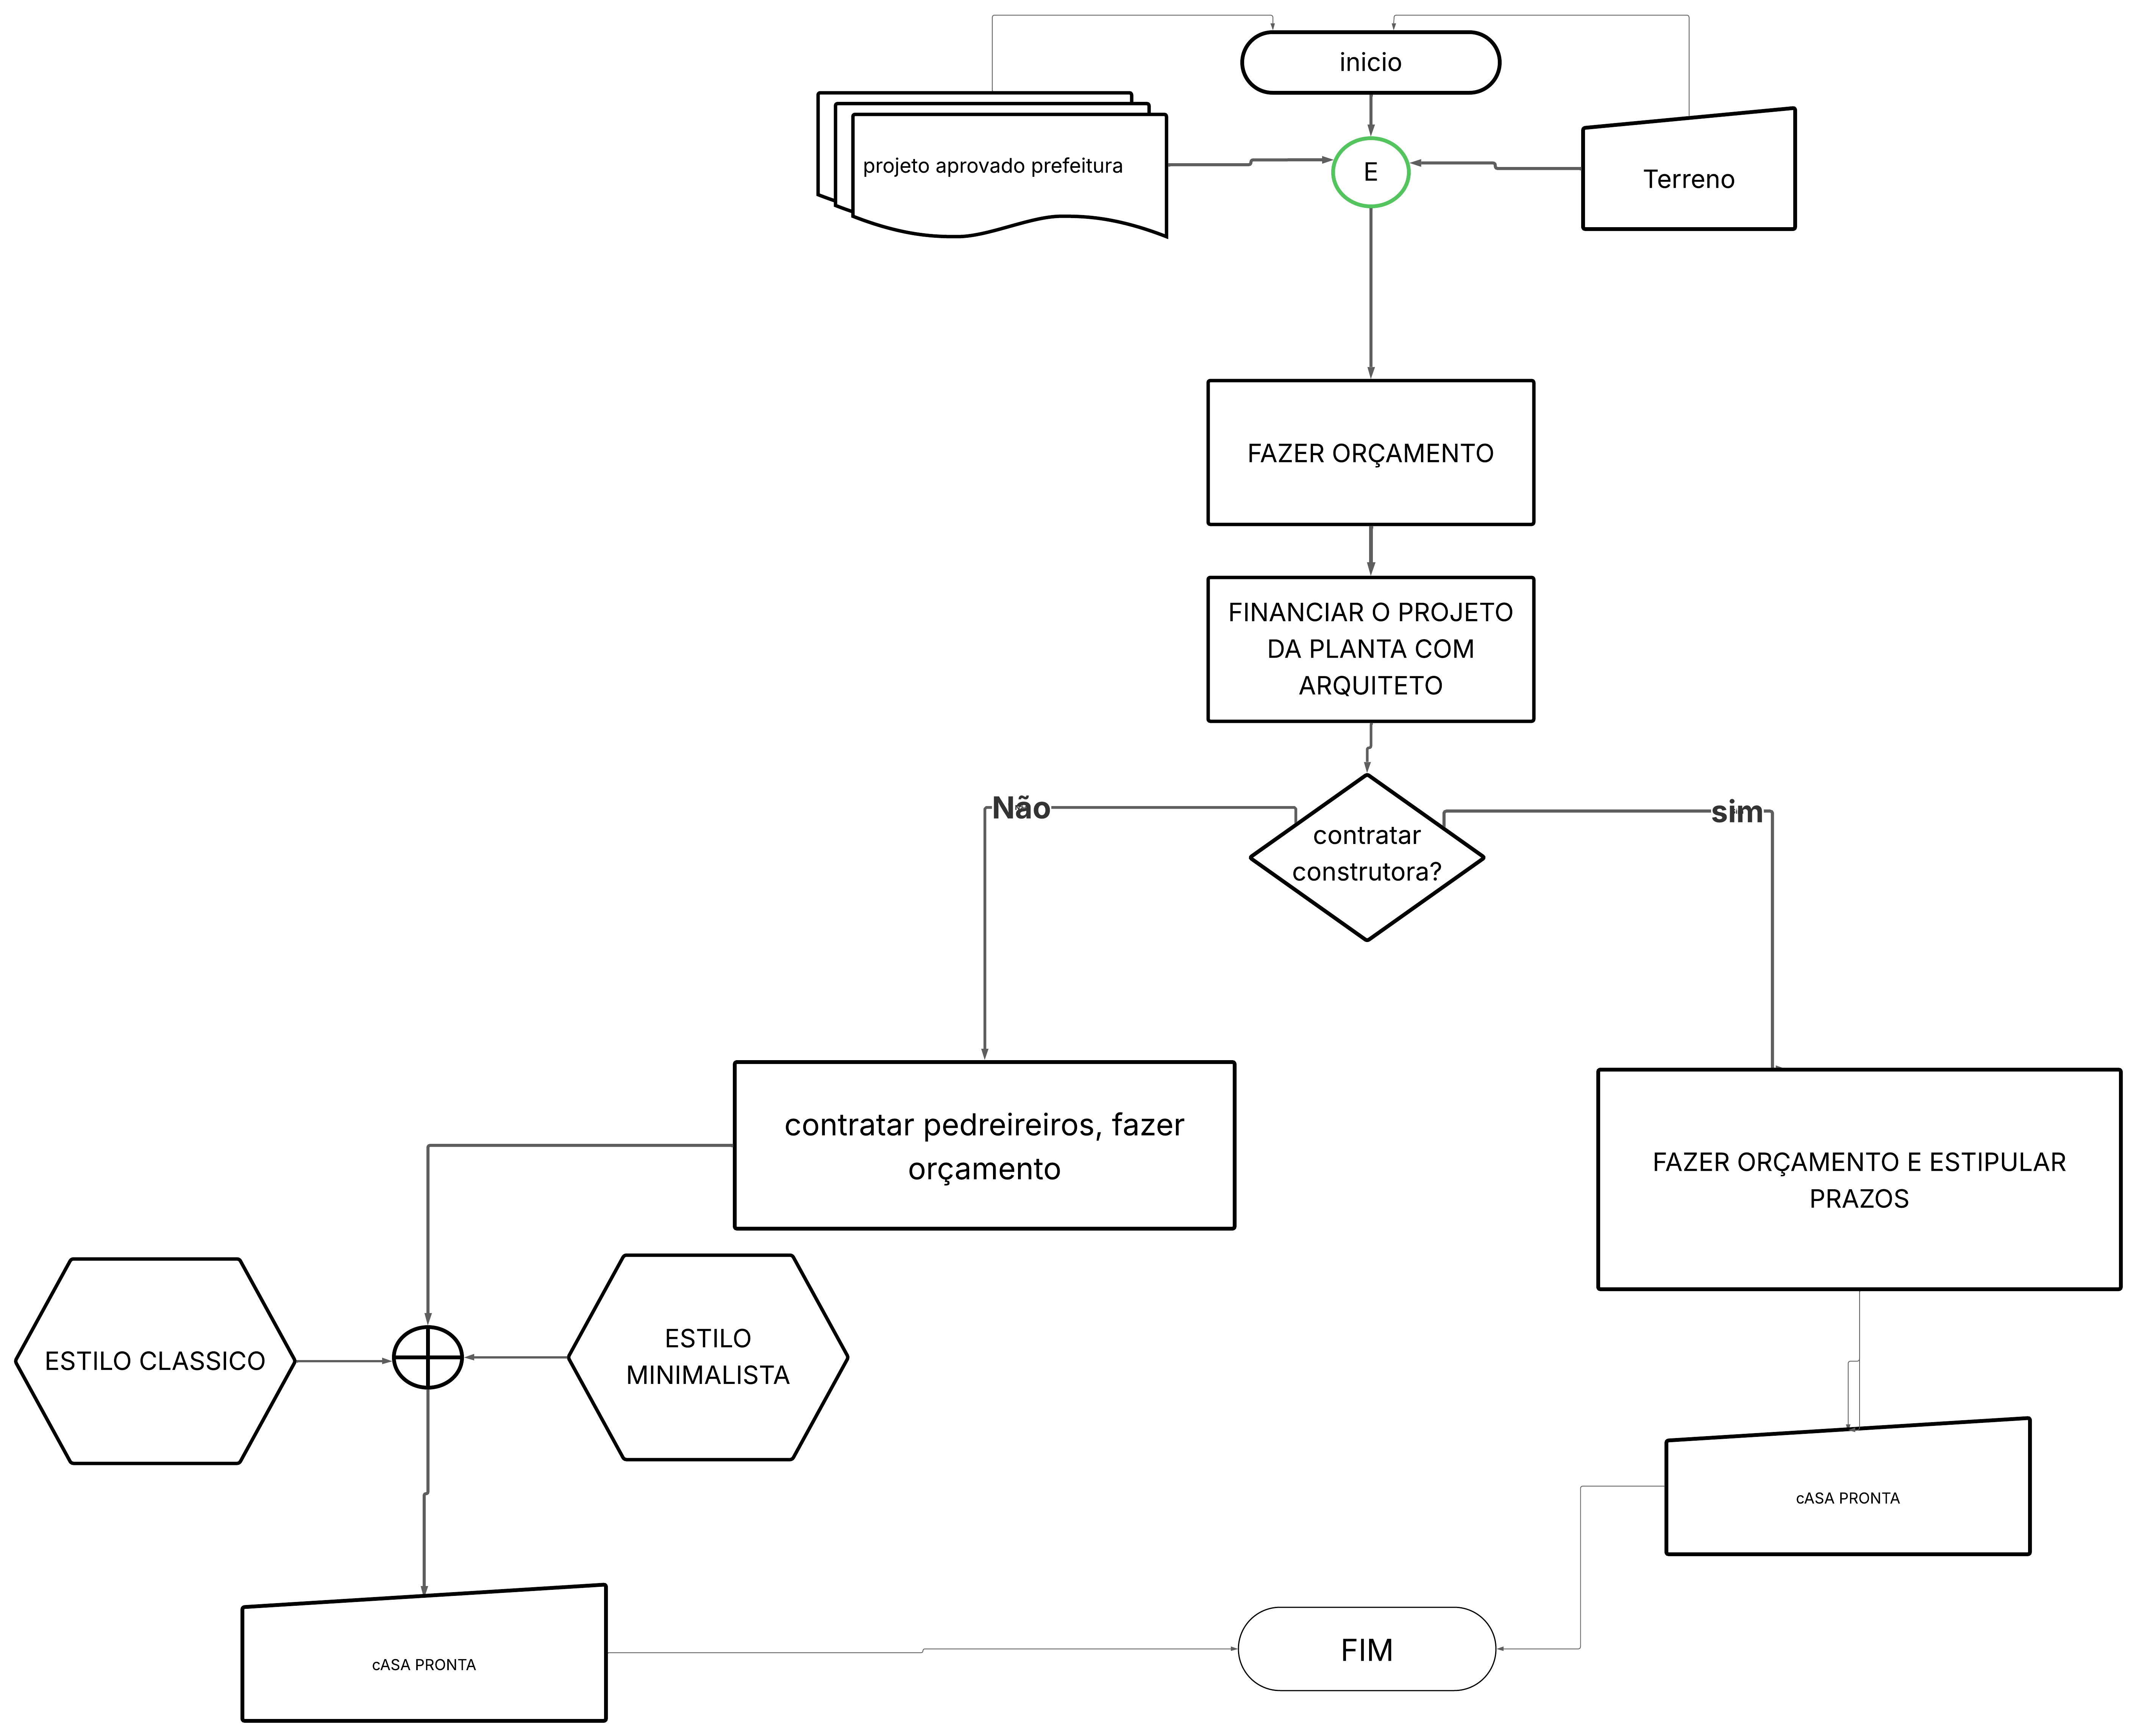 inicio
projeto aprovado prefeitura
E
Terreno
FAZER ORÇAMENTO
FINANCIAR O PROJETO
DA PLANTA COM
ARQUITETO
Não
sim
contratar
construtora?
contratar pedreireiros, fazer
orçamento
FAZER ORÇAMENTO E ESTIPULAR
PRAZOS
ESTILO CLASSICO
ESTILO
MINIMALISTA
cASA PRONTA
cASA PRONTA
FIM